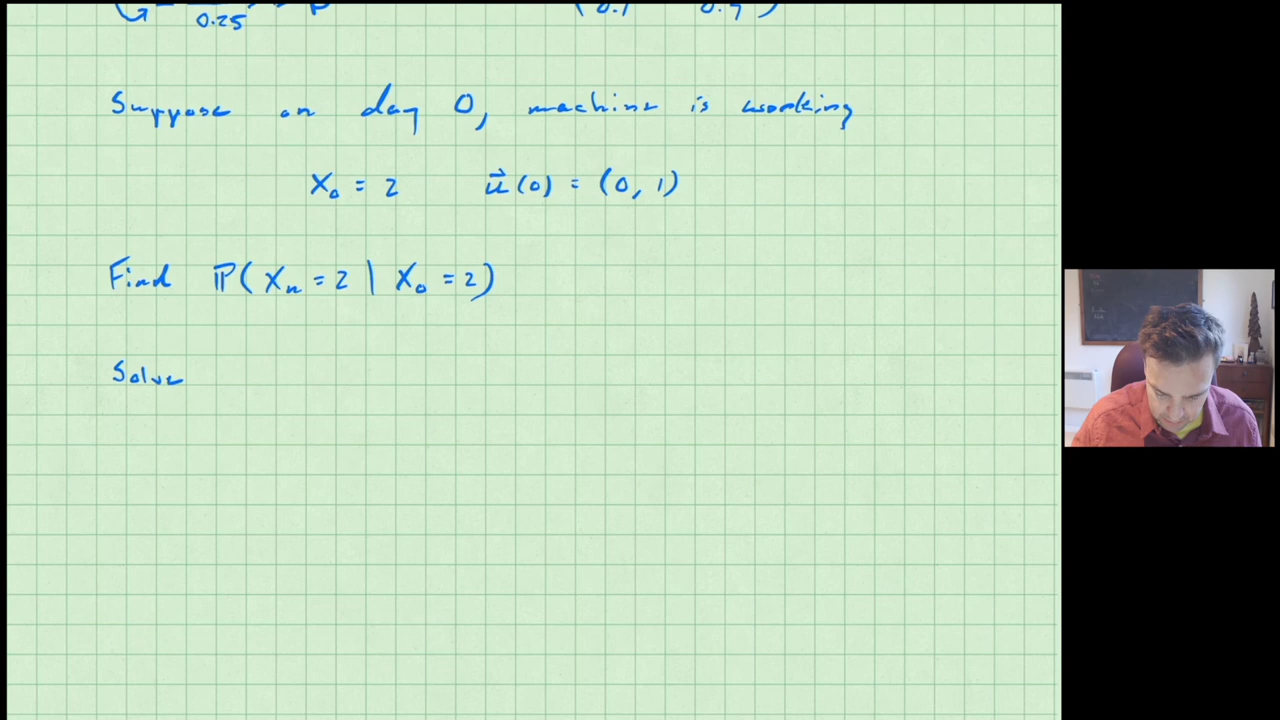 0.25
Suppose on day 0, machine is working
X₀ = 2 u⃗(0) = (0, 1)
Find ℙ(Xₙ = 2 | X₀ = 2)
Solve